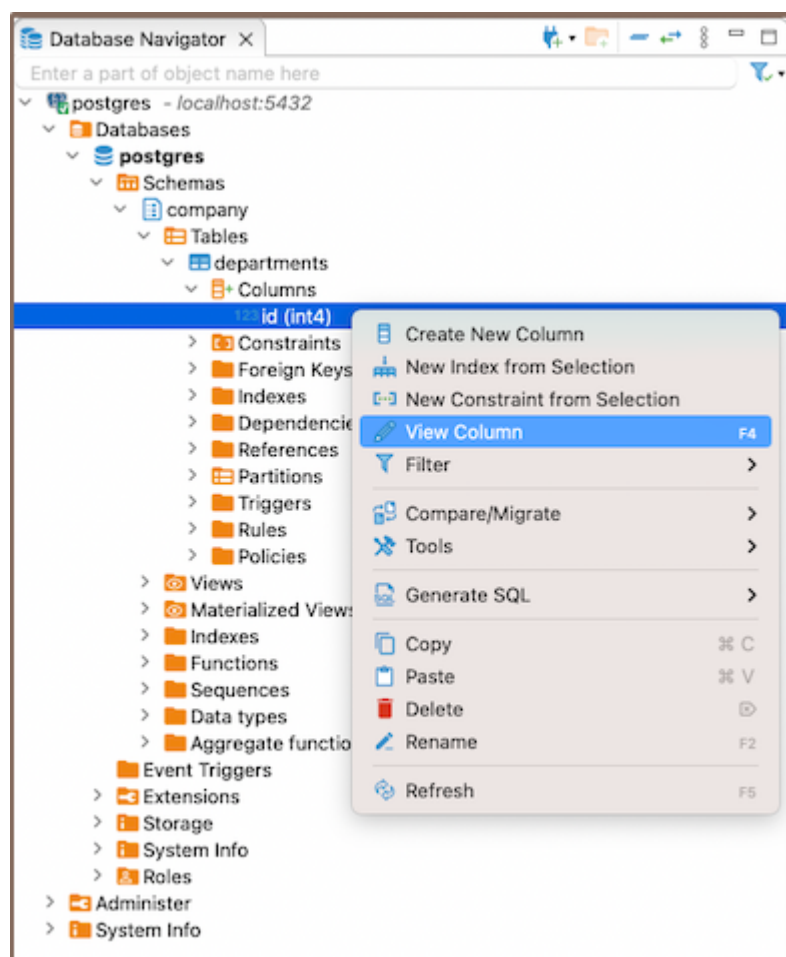 Database Navigator
Enter a part of object name here
postgres - localhost:5432
Databases
postgres
Schemas
company
Tables
departments
Columns
123 id (int4)
Constraints
Foreign Keys
Indexes
Dependencie
References
Partitions
Triggers
Rules
Policies
Views
Materialized Views
Indexes
Functions
Sequences
Data types
Aggregate functio
Event Triggers
Extensions
Storage
System Info
Roles
Administer
System Info
Create New Column
New Index from Selection
New Constraint from Selection
View Column F4
Filter
Compare/Migrate
Tools
Generate SQL
Copy ⌘ C
Paste ⌘ V
Delete ⌦
Rename F2
Refresh F5